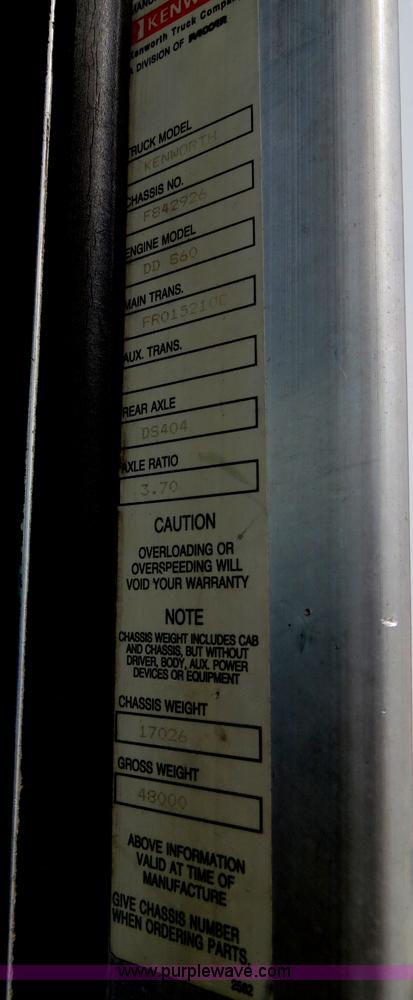 KENW
Kenworth Truck Compa
A DIVISION OF PACCAR
TRUCK MODEL
KENWORTH
CHASSIS NO.
F842926
ENGINE MODEL
DD S60
MAIN TRANS.
FRO15210C
AUX. TRANS.
REAR AXLE
DS404
AXLE RATIO
3.70
CAUTION
OVERLOADING OR
OVERSPEEDING WILL
VOID YOUR WARRANTY
NOTE
CHASSIS WEIGHT INCLUDES CAB
AND CHASSIS, BUT WITHOUT
DRIVER, BODY, AUX. POWER
DEVICES OR EQUIPMENT
CHASSIS WEIGHT
17026
GROSS WEIGHT
48000
ABOVE INFORMATION
VALID AT TIME OF
MANUFACTURE
GIVE CHASSIS NUMBER
WHEN ORDERING PARTS.
2582
www.purplewave.com